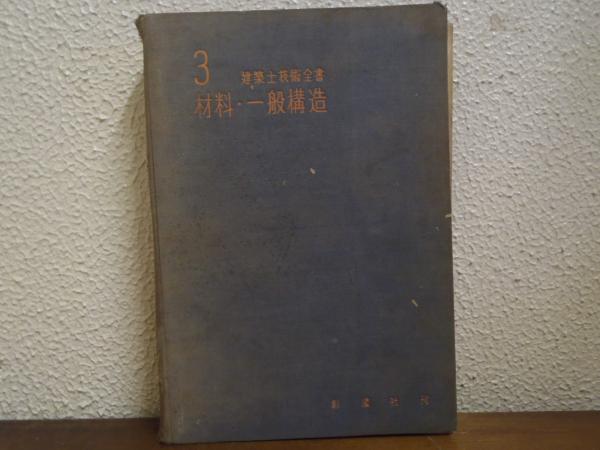 3 建築士技術全書
材料・一般構造
彰国社刊